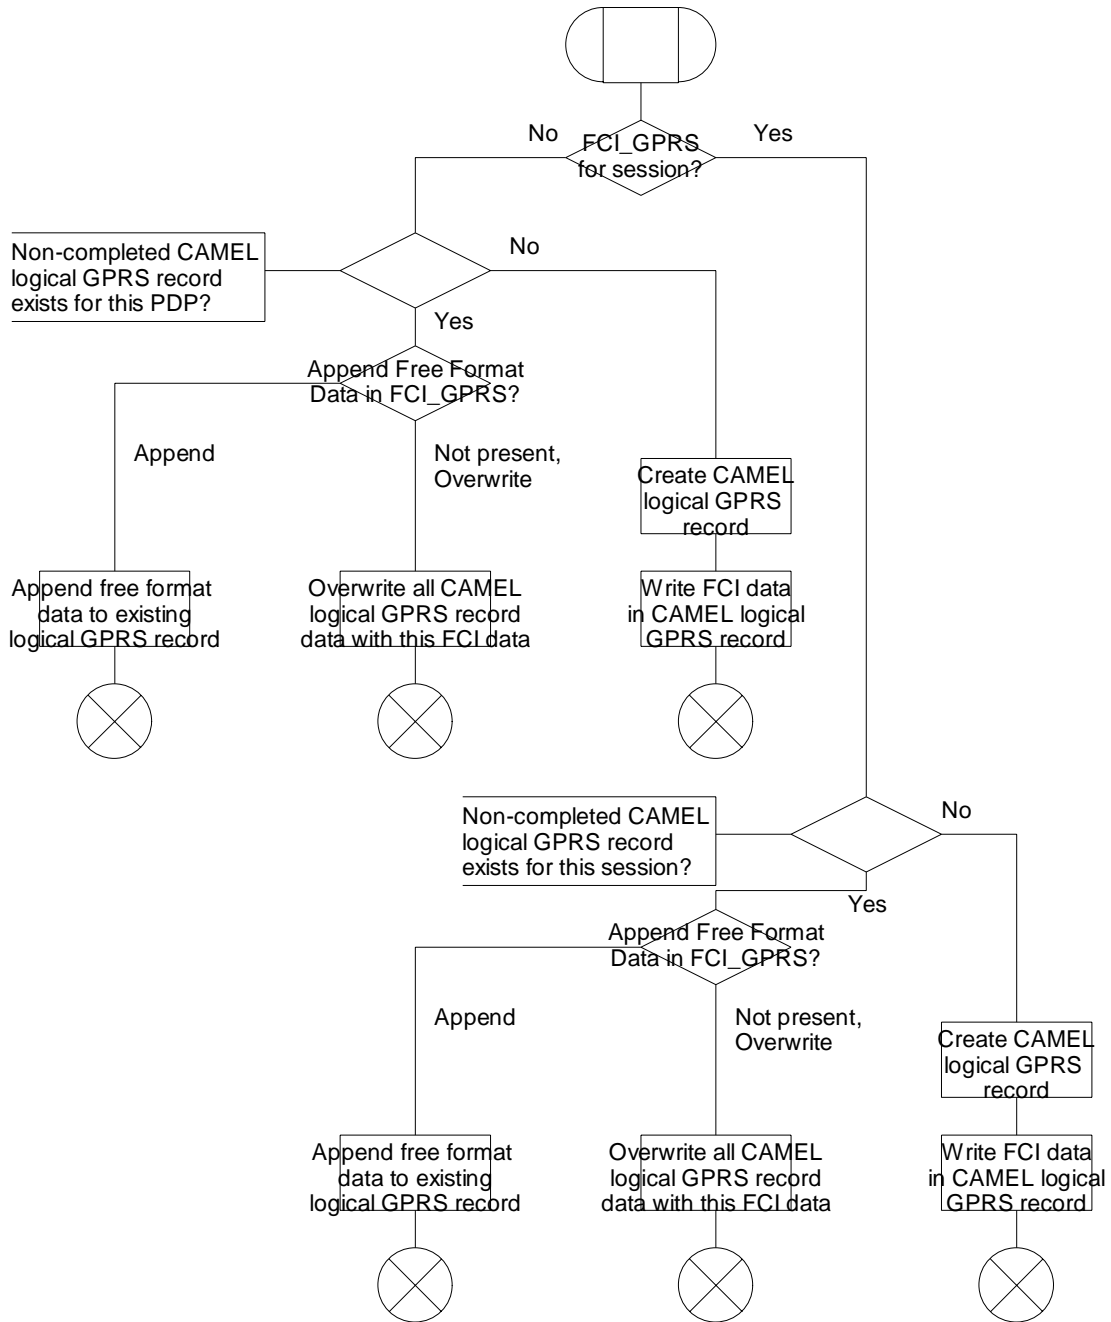 No
FCI_GPRS
for session?
Yes
Non-completed CAMEL
logical GPRS record
exists for this PDP?
No
Yes
Append Free Format
Data in FCI_GPRS?
Append
Not present,
Overwrite
Create CAMEL
logical GPRS
record
Append free format
data to existing
logical GPRS record
Overwrite all CAMEL
logical GPRS record
data with this FCI data
Write FCI data
in CAMEL logical
GPRS record
Non-completed CAMEL
logical GPRS record
exists for this session?
No
Yes
Append Free Format
Data in FCI_GPRS?
Append
Not present,
Overwrite
Create CAMEL
logical GPRS
record
Append free format
data to existing
logical GPRS record
Overwrite all CAMEL
logical GPRS record
data with this FCI data
Write FCI data
in CAMEL logical
GPRS record